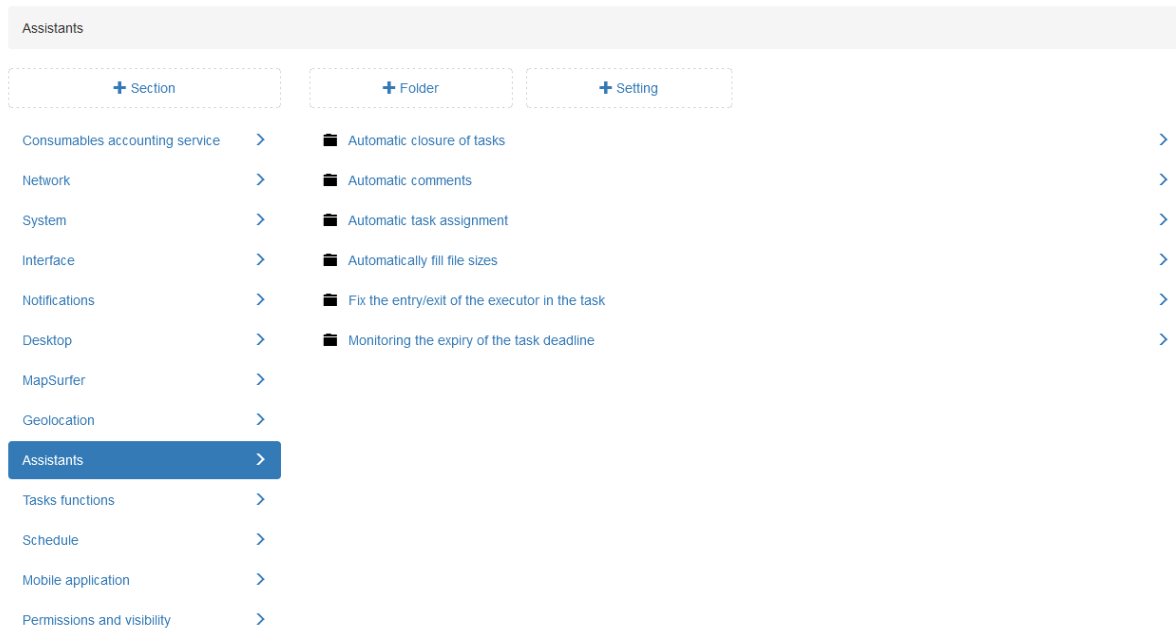 Assistants
+ Section
+ Folder
+ Setting
Consumables accounting service
Network
System
Interface
Notifications
Desktop
MapSurfer
Geolocation
Assistants
Tasks functions
Schedule
Mobile application
Permissions and visibility
Automatic closure of tasks
Automatic comments
Automatic task assignment
Automatically fill file sizes
Fix the entry/exit of the executor in the task
Monitoring the expiry of the task deadline